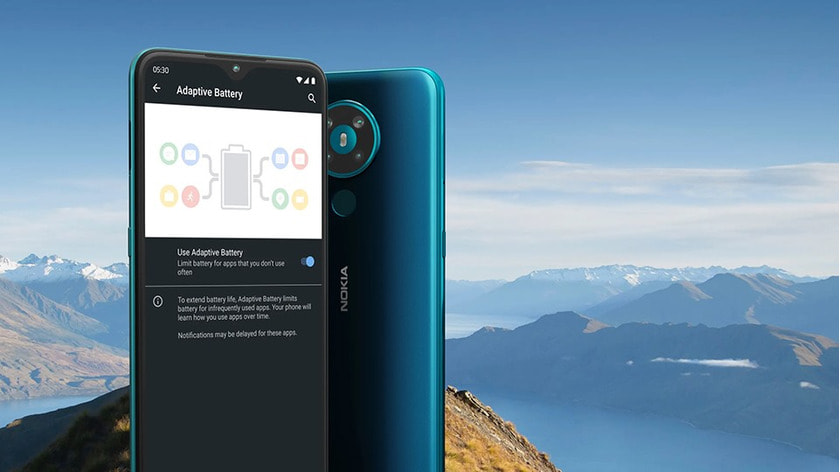 05:30
Adaptive Battery
Use Adaptive Battery
Limit battery for apps that you don't use
often
To extend battery life, Adaptive Battery limits
battery for infrequently used apps. Your phone will
learn how you use apps over time.
Notifications may be delayed for these apps.
NOKIA